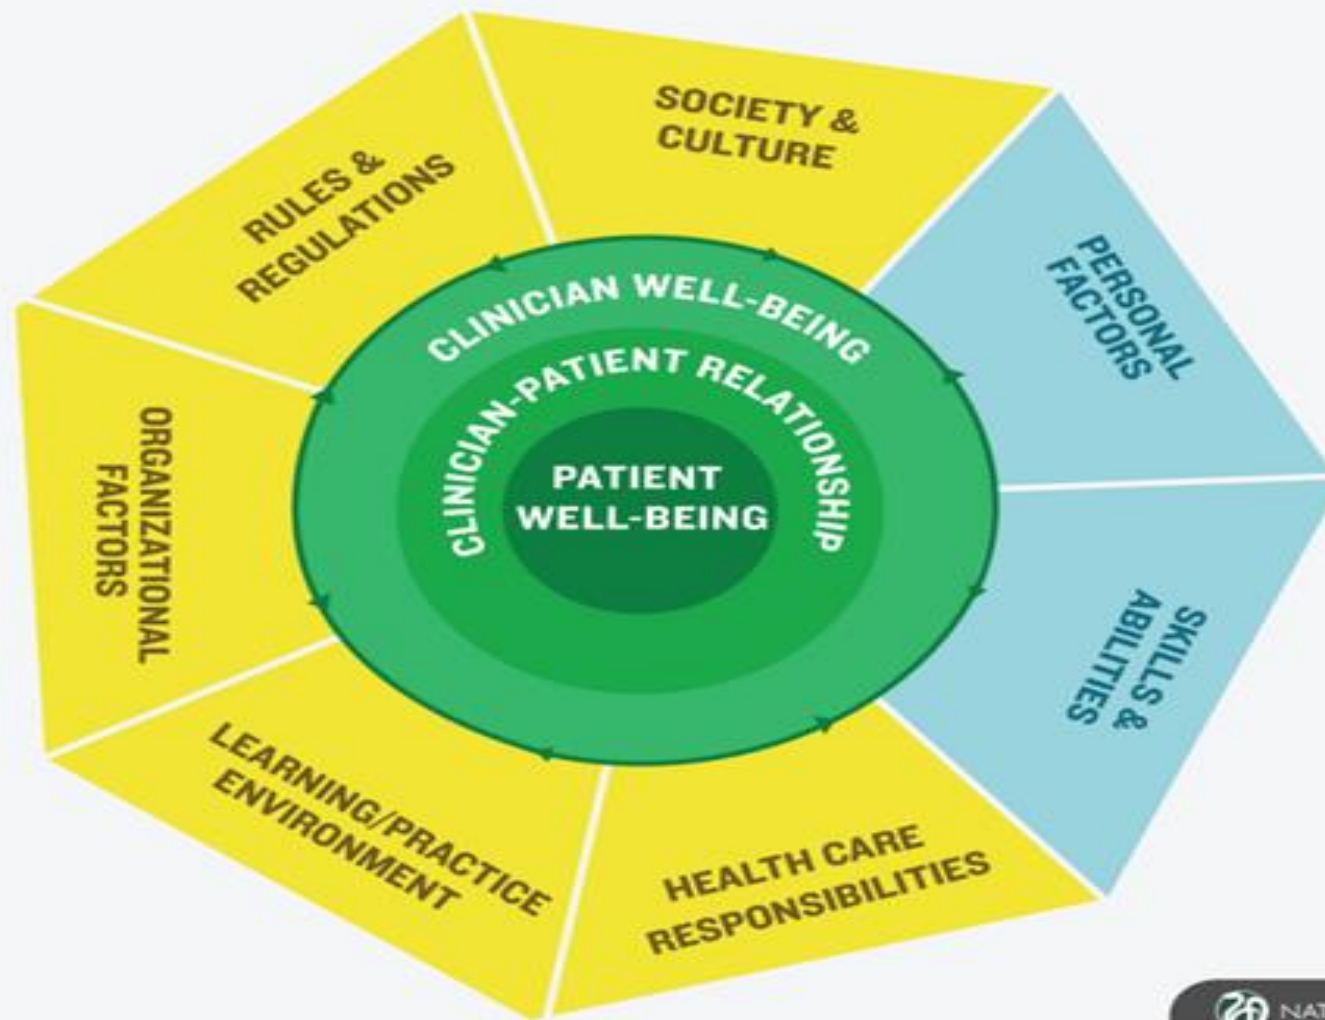 SOCIETY &
CULTURE
RULES &
REGULATIONS
PERSONAL
FACTORS
CLINICIAN WELL-BEING
CLINICIAN-PATIENT RELATIONSHIP
PATIENT
WELL-BEING
ORGANIZATIONAL
FACTORS
SKILLS &
ABILITIES
LEARNING/PRACTICE
ENVIRONMENT
HEALTH CARE
RESPONSIBILITIES
NAT